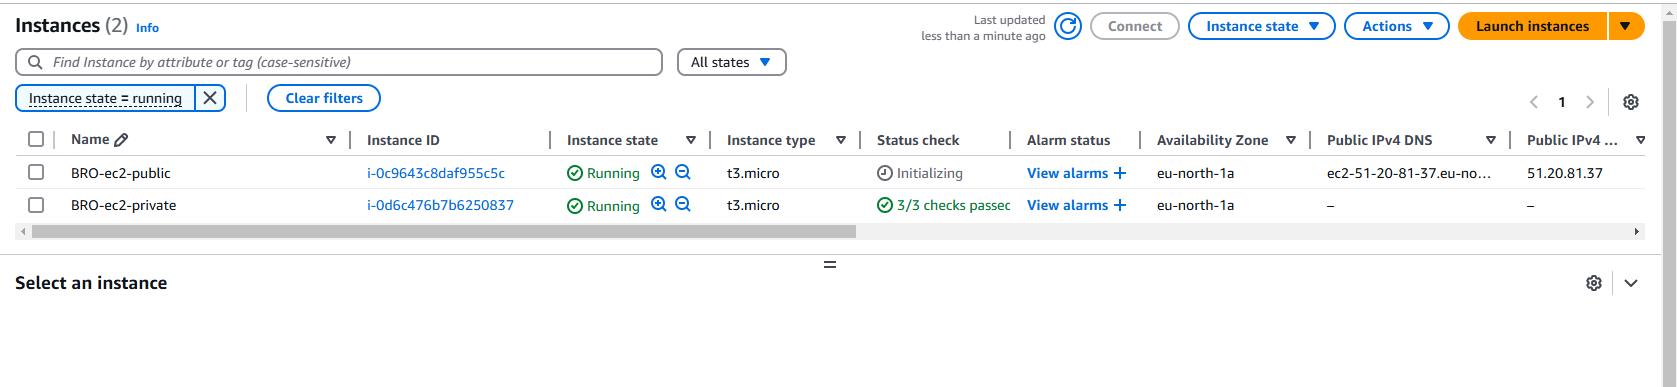 Instances (2) Info
Last updated
less than a minute ago
Connect
Instance state
Actions
Launch instances
Find Instance by attribute or tag (case-sensitive)
All states
Instance state = running
Clear filters
1
Name Instance ID Instance state Instance type Status check Alarm status Availability Zone Public IPv4 DNS Public IPv4 ...
BRO-ec2-public i-0c9643c8daf955c5c Running t3.micro Initializing View alarms + eu-north-1a ec2-51-20-81-37.eu-no... 51.20.81.37
BRO-ec2-private i-0d6c476b7b6250837 Running t3.micro 3/3 checks passec View alarms + eu-north-1a – –
Select an instance